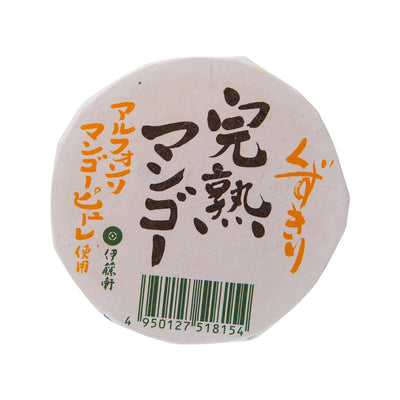 くずきり
完熟
マンゴー
アルフォンソ
マンゴーピューレ
使用
伊藤軒
4 950127 518154